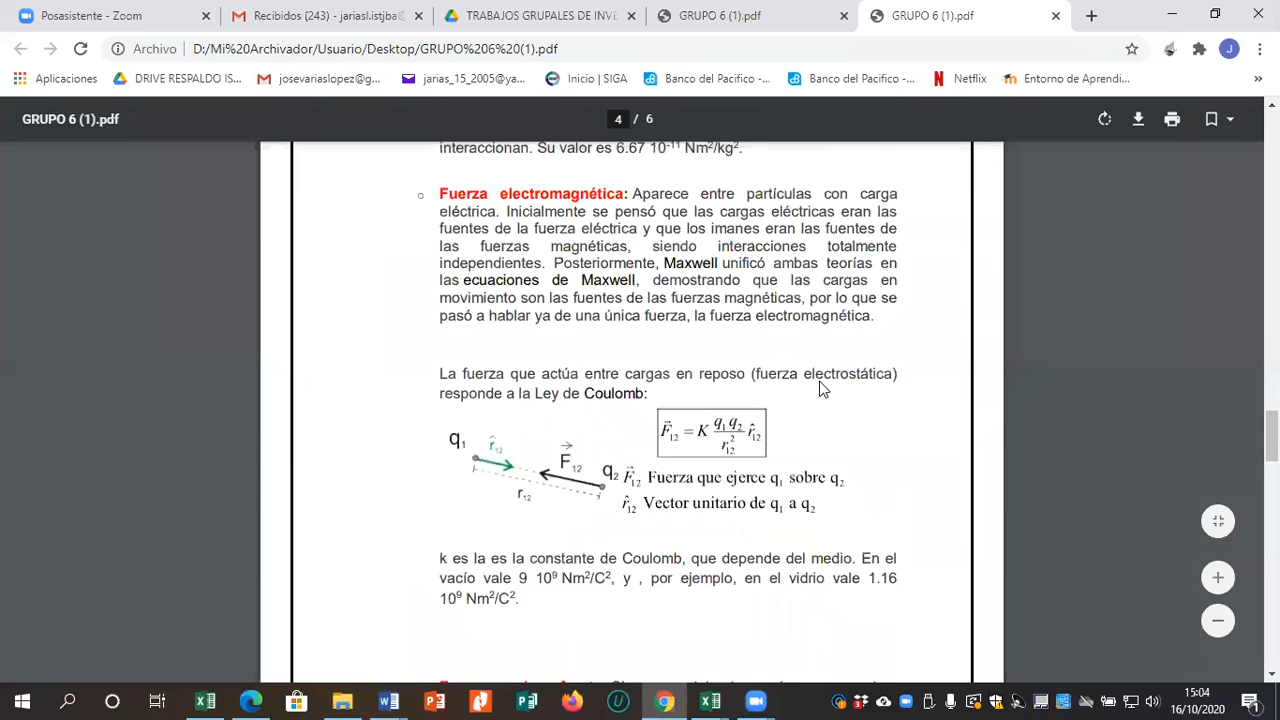 Posasistente - Zoom
Recibidos (243) - jariasl.istjba@
TRABAJOS GRUPALES DE INVE
GRUPO 6 (1).pdf
GRUPO 6 (1).pdf
Archivo D:/Mi%20Archivador/Usuario/Desktop/GRUPO%206%20(1).pdf
J
Aplicaciones DRIVE RESPALDO IS... josevariaslopez@g... jarias_15_2005@ya... Inicio | SIGA Banco del Pacifico -... Banco del Pacifico -... Netflix Entorno de Aprendi... »
GRUPO 6 (1).pdf 4 / 6
interaccionan. Su valor es 6.67 10⁻¹¹ Nm²/kg².
Fuerza electromagnética: Aparece entre partículas con carga
eléctrica. Inicialmente se pensó que las cargas eléctricas eran las
fuentes de la fuerza eléctrica y que los imanes eran las fuentes de
las fuerzas magnéticas, siendo interacciones totalmente
independientes. Posteriormente, Maxwell unificó ambas teorías en
las ecuaciones de Maxwell, demostrando que las cargas en
movimiento son las fuentes de las fuerzas magnéticas, por lo que se
pasó a hablar ya de una única fuerza, la fuerza electromagnética.
La fuerza que actúa entre cargas en reposo (fuerza electrostática)
responde a la Ley de Coulomb:
F⃗₁₂ = K q₁ q₂ / r₁₂² r̂₁₂
q₁ r̂₁₂ F⃗₁₂ q₂ r₁₂
F⃗₁₂ Fuerza que ejerce q₁ sobre q₂
r̂₁₂ Vector unitario de q₁ a q₂
k es la es la constante de Coulomb, que depende del medio. En el
vacío vale 9 10⁹ Nm²/C², y , por ejemplo, en el vidrio vale 1.16
10⁹ Nm²/C².
15:04
16/10/2020